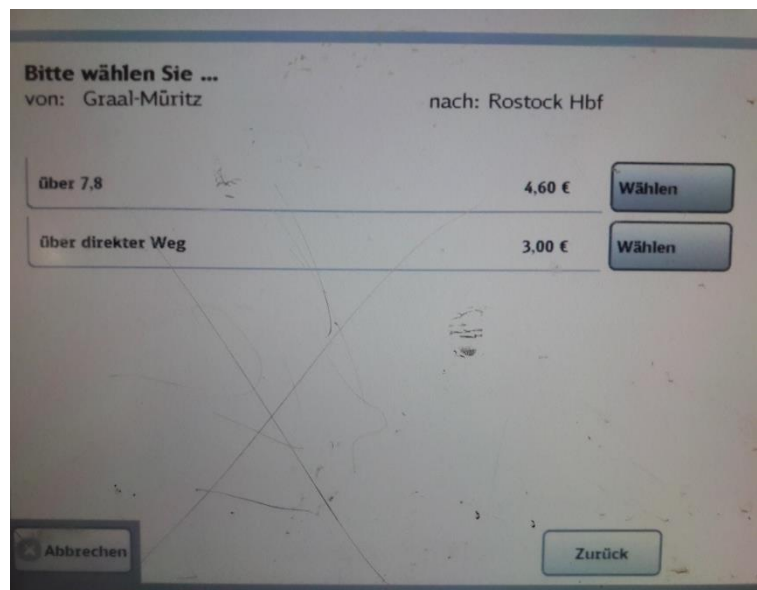 Bitte wählen Sie ...
von: Graal-Müritz nach: Rostock Hbf
über 7,8 4,60 € Wählen
über direkter Weg 3,00 € Wählen
Abbrechen Zurück